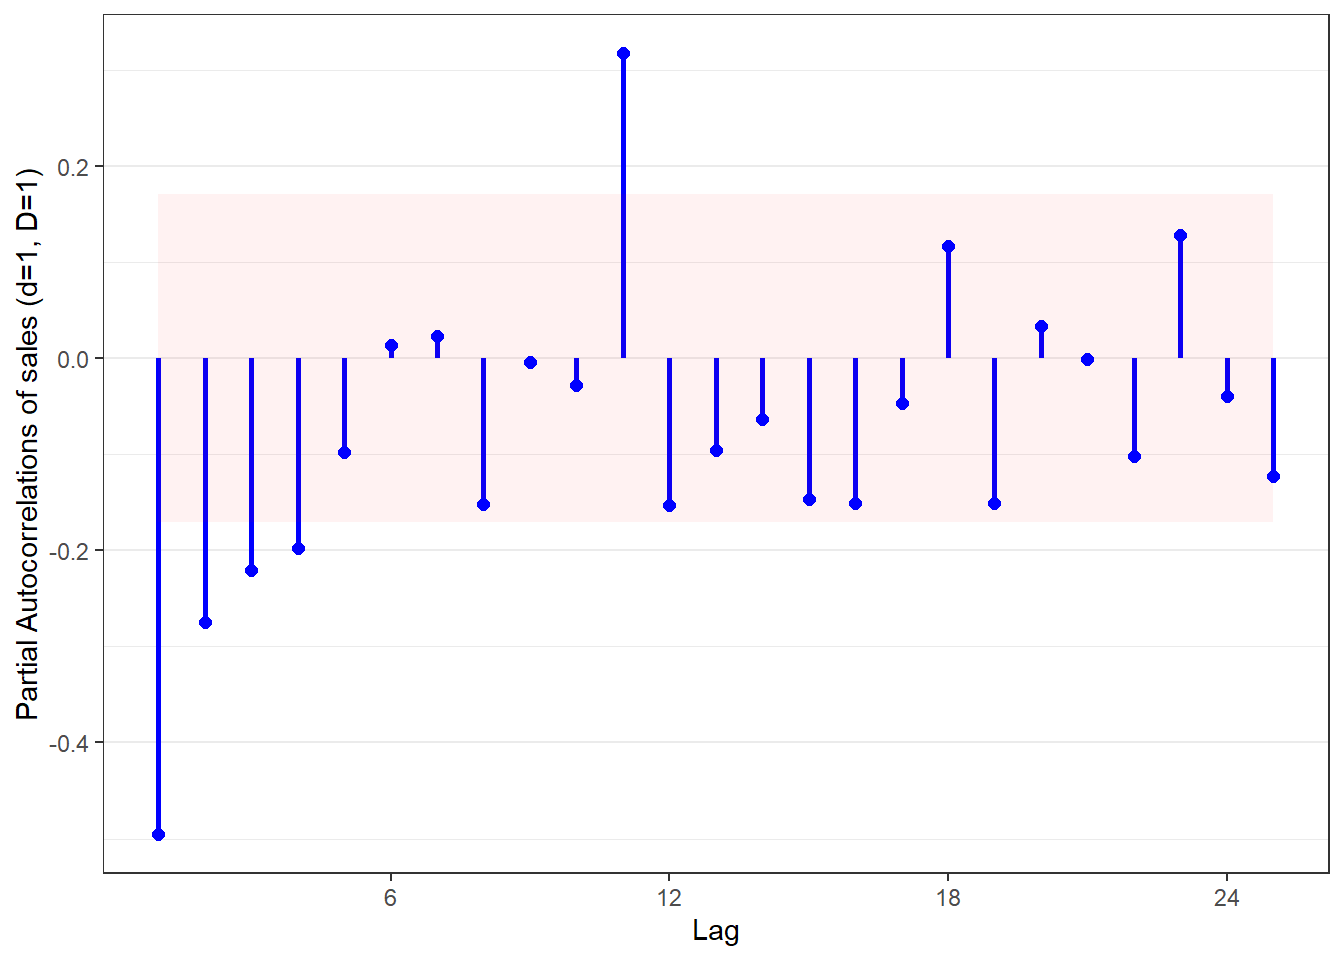 Partial Autocorrelations of sales (d=1, D=1)
0.2
0.0
-0.2
-0.4
6 12 18 24
Lag